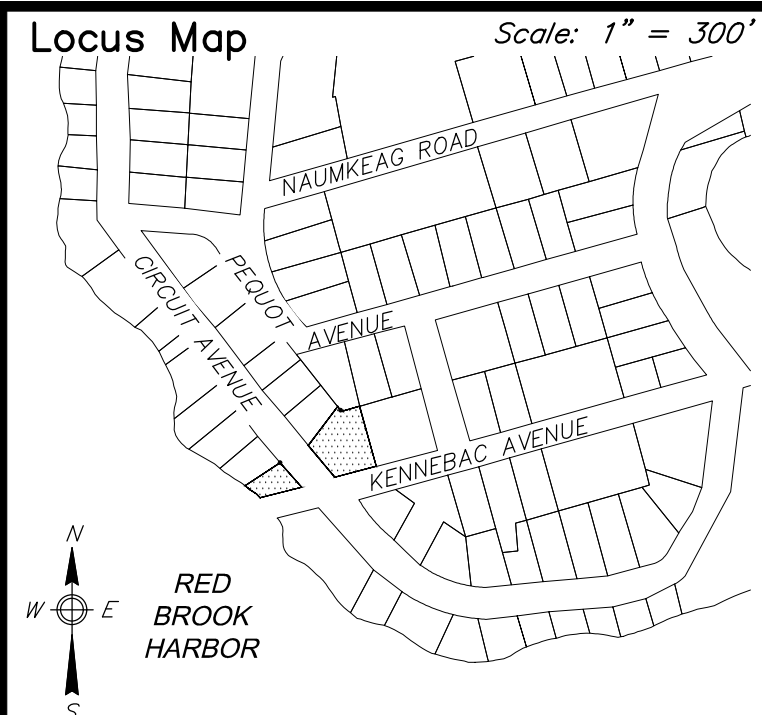 Locus Map
Scale: 1" = 300'
NAUMKEAG ROAD
PEQUOT
AVENUE
CIRCUIT AVENUE
KENNEBAC AVENUE
N
W
E
S
RED
BROOK
HARBOR